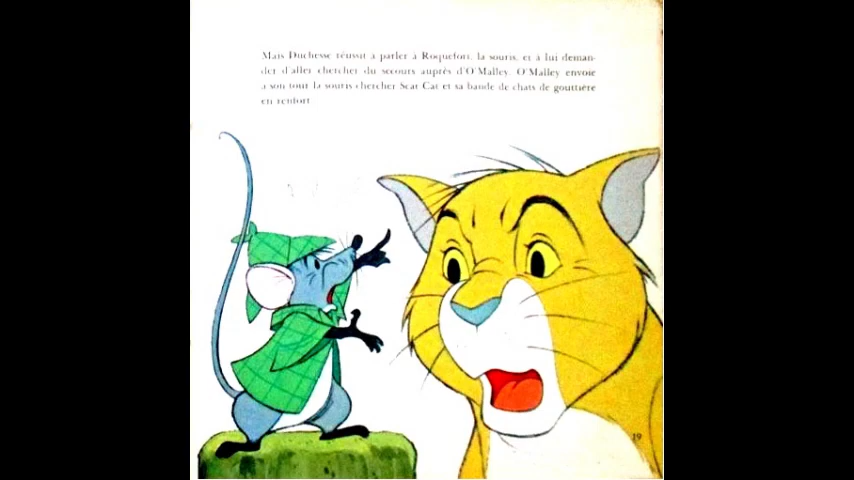 Mais Duchesse réussit à parler à Roquefort, la souris, et à lui deman-
der d'aller chercher du secours auprès d'O'Malley. O'Malley envoie
à son tour la souris chercher Scat Cat et sa bande de chats de gouttière
en renfort
19